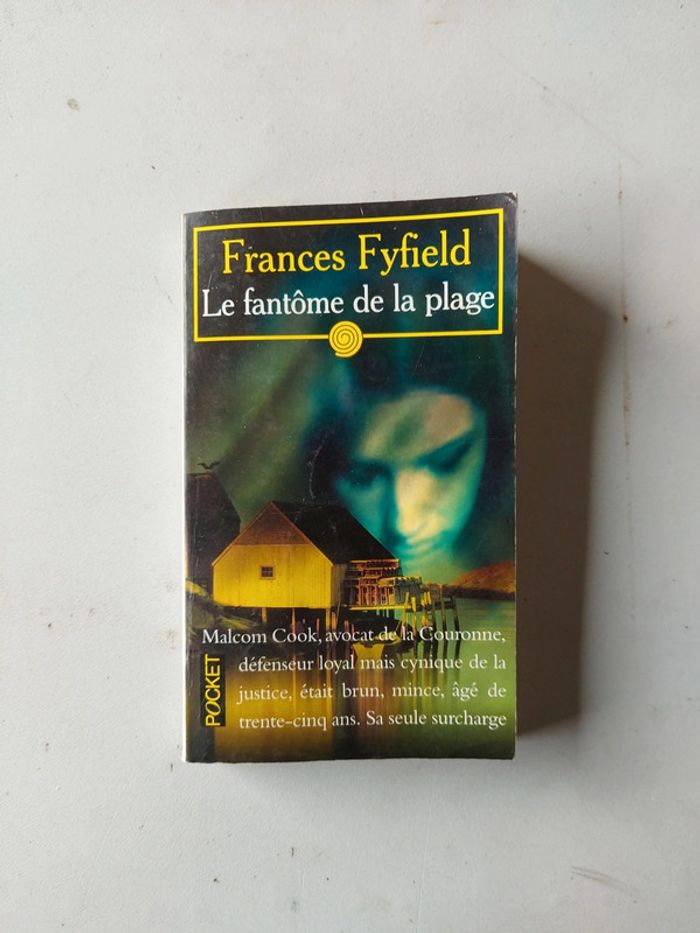 Frances Fyfield
Le fantôme de la plage
Malcom Cook, avocat de la Couronne,
défenseur loyal mais cynique de la
justice, était brun, mince, âgé de
trente-cinq ans. Sa seule surcharge
POCKET